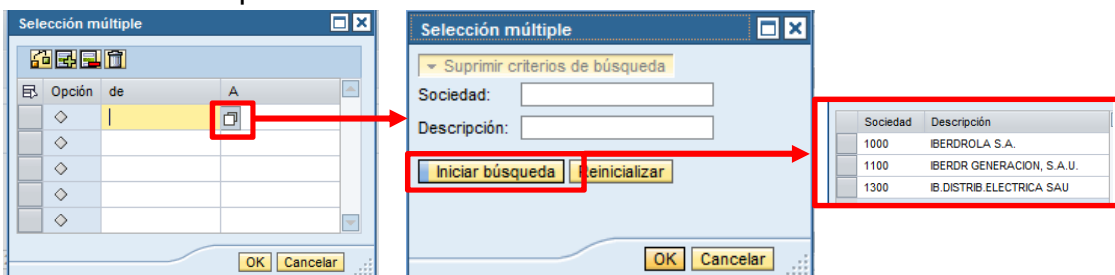 Selección múltiple
Opción de A
Selección múltiple
Suprimir criterios de búsqueda
Sociedad:
Descripción:
Iniciar búsqueda Reinicializar
OK Cancelar
OK Cancelar
Sociedad Descripción
1000 IBERDROLA S.A.
1100 IBERDR GENERACION, S.A.U.
1300 IB.DISTRIB.ELECTRICA SAU